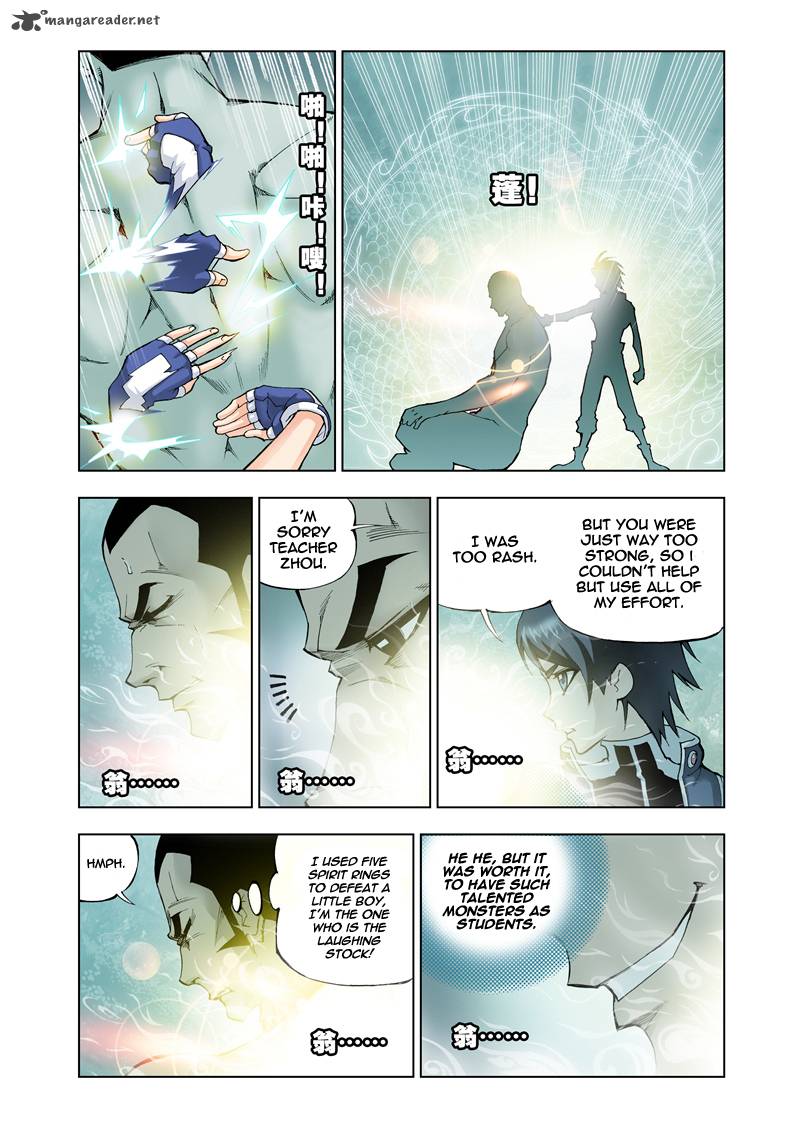 mangareader.net
啪！啪！咔！嗖！
蓬！
I'M
SORRY
TEACHER
ZHOU.
I WAS
TOO RASH.
BUT YOU WERE
JUST WAY TOO
STRONG, SO I
COULDN'T HELP
BUT USE ALL OF
MY EFFORT.
翁……
翁……
翁……
HMPH.
I USED FIVE
SPIRIT RINGS
TO DEFEAT A
LITTLE BOY,
I'M THE ONE
WHO IS THE
LAUGHING
STOCK!
翁……
HE HE, BUT IT
WAS WORTH IT,
TO HAVE SUCH
TALENTED
MONSTERS AS
STUDENTS.
翁……